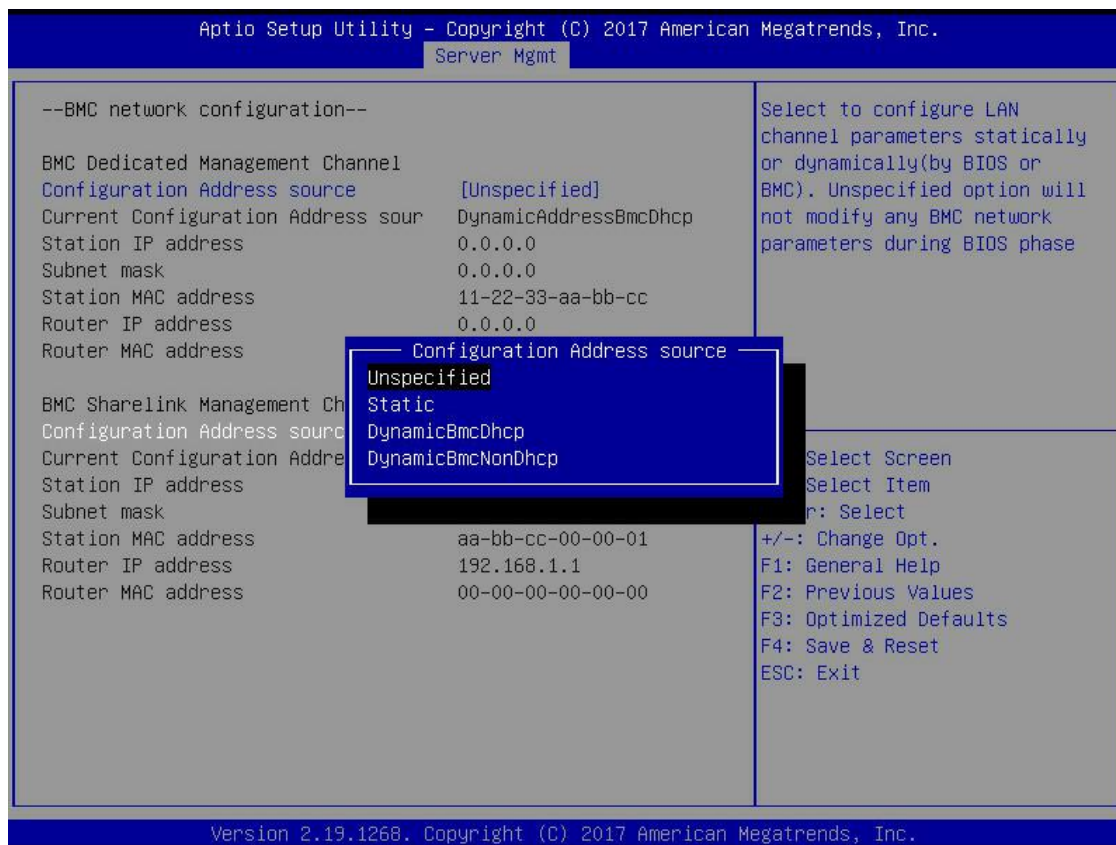 Aptio Setup Utility – Copyright (C) 2017 American Megatrends, Inc.
Server Mgmt
--BMC network configuration--
BMC Dedicated Management Channel
Configuration Address source [Unspecified]
Current Configuration Address sour DynamicAddressBmcDhcp
Station IP address 0.0.0.0
Subnet mask 0.0.0.0
Station MAC address 11-22-33-aa-bb-cc
Router IP address 0.0.0.0
Router MAC address
BMC Sharelink Management Ch
Configuration Address sourc
Current Configuration Addre
Station IP address
Subnet mask
Station MAC address aa-bb-cc-00-00-01
Router IP address 192.168.1.1
Router MAC address 00-00-00-00-00-00
Configuration Address source
Unspecified
Static
DynamicBmcDhcp
DynamicBmcNonDhcp
Select to configure LAN
channel parameters statically
or dynamically(by BIOS or
BMC). Unspecified option will
not modify any BMC network
parameters during BIOS phase
Select Screen
Select Item
r: Select
+/-: Change Opt.
F1: General Help
F2: Previous Values
F3: Optimized Defaults
F4: Save & Reset
ESC: Exit
Version 2.19.1268. Copyright (C) 2017 American Megatrends, Inc.